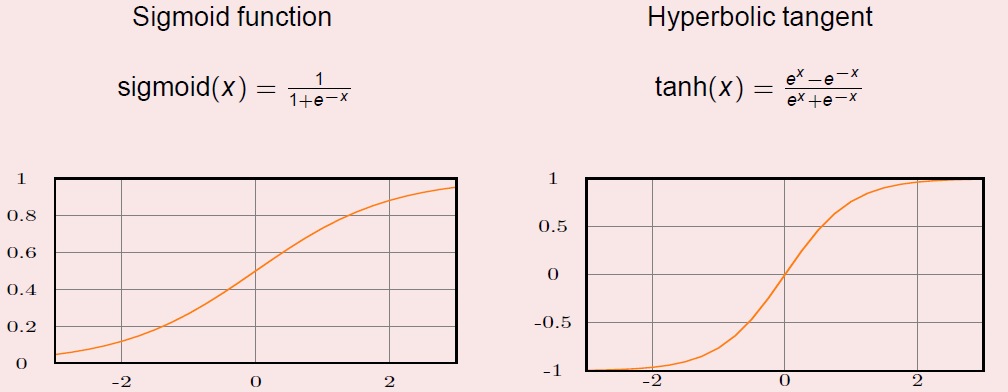 Sigmoid function
sigmoid(x) = 1/(1+e^{-x})
1
0.8
0.6
0.4
0.2
0
-2 0 2
Hyperbolic tangent
tanh(x) = (e^x-e^{-x})/(e^x+e^{-x})
1
0.5
0
-0.5
-1
-2 0 2